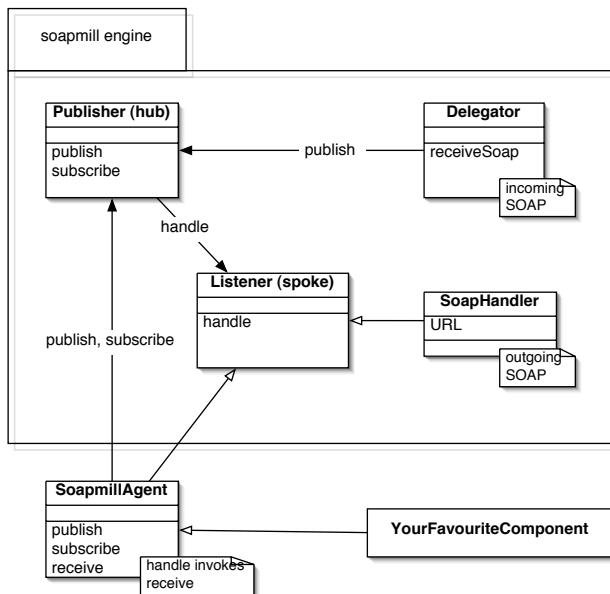 soapmill engine
Publisher (hub)
publish
subscribe
Delegator
receiveSoap
incoming
SOAP
publish
handle
Listener (spoke)
handle
SoapHandler
URL
outgoing
SOAP
publish, subscribe
SoapmillAgent
publish
subscribe
receive
handle invokes
receive
YourFavouriteComponent